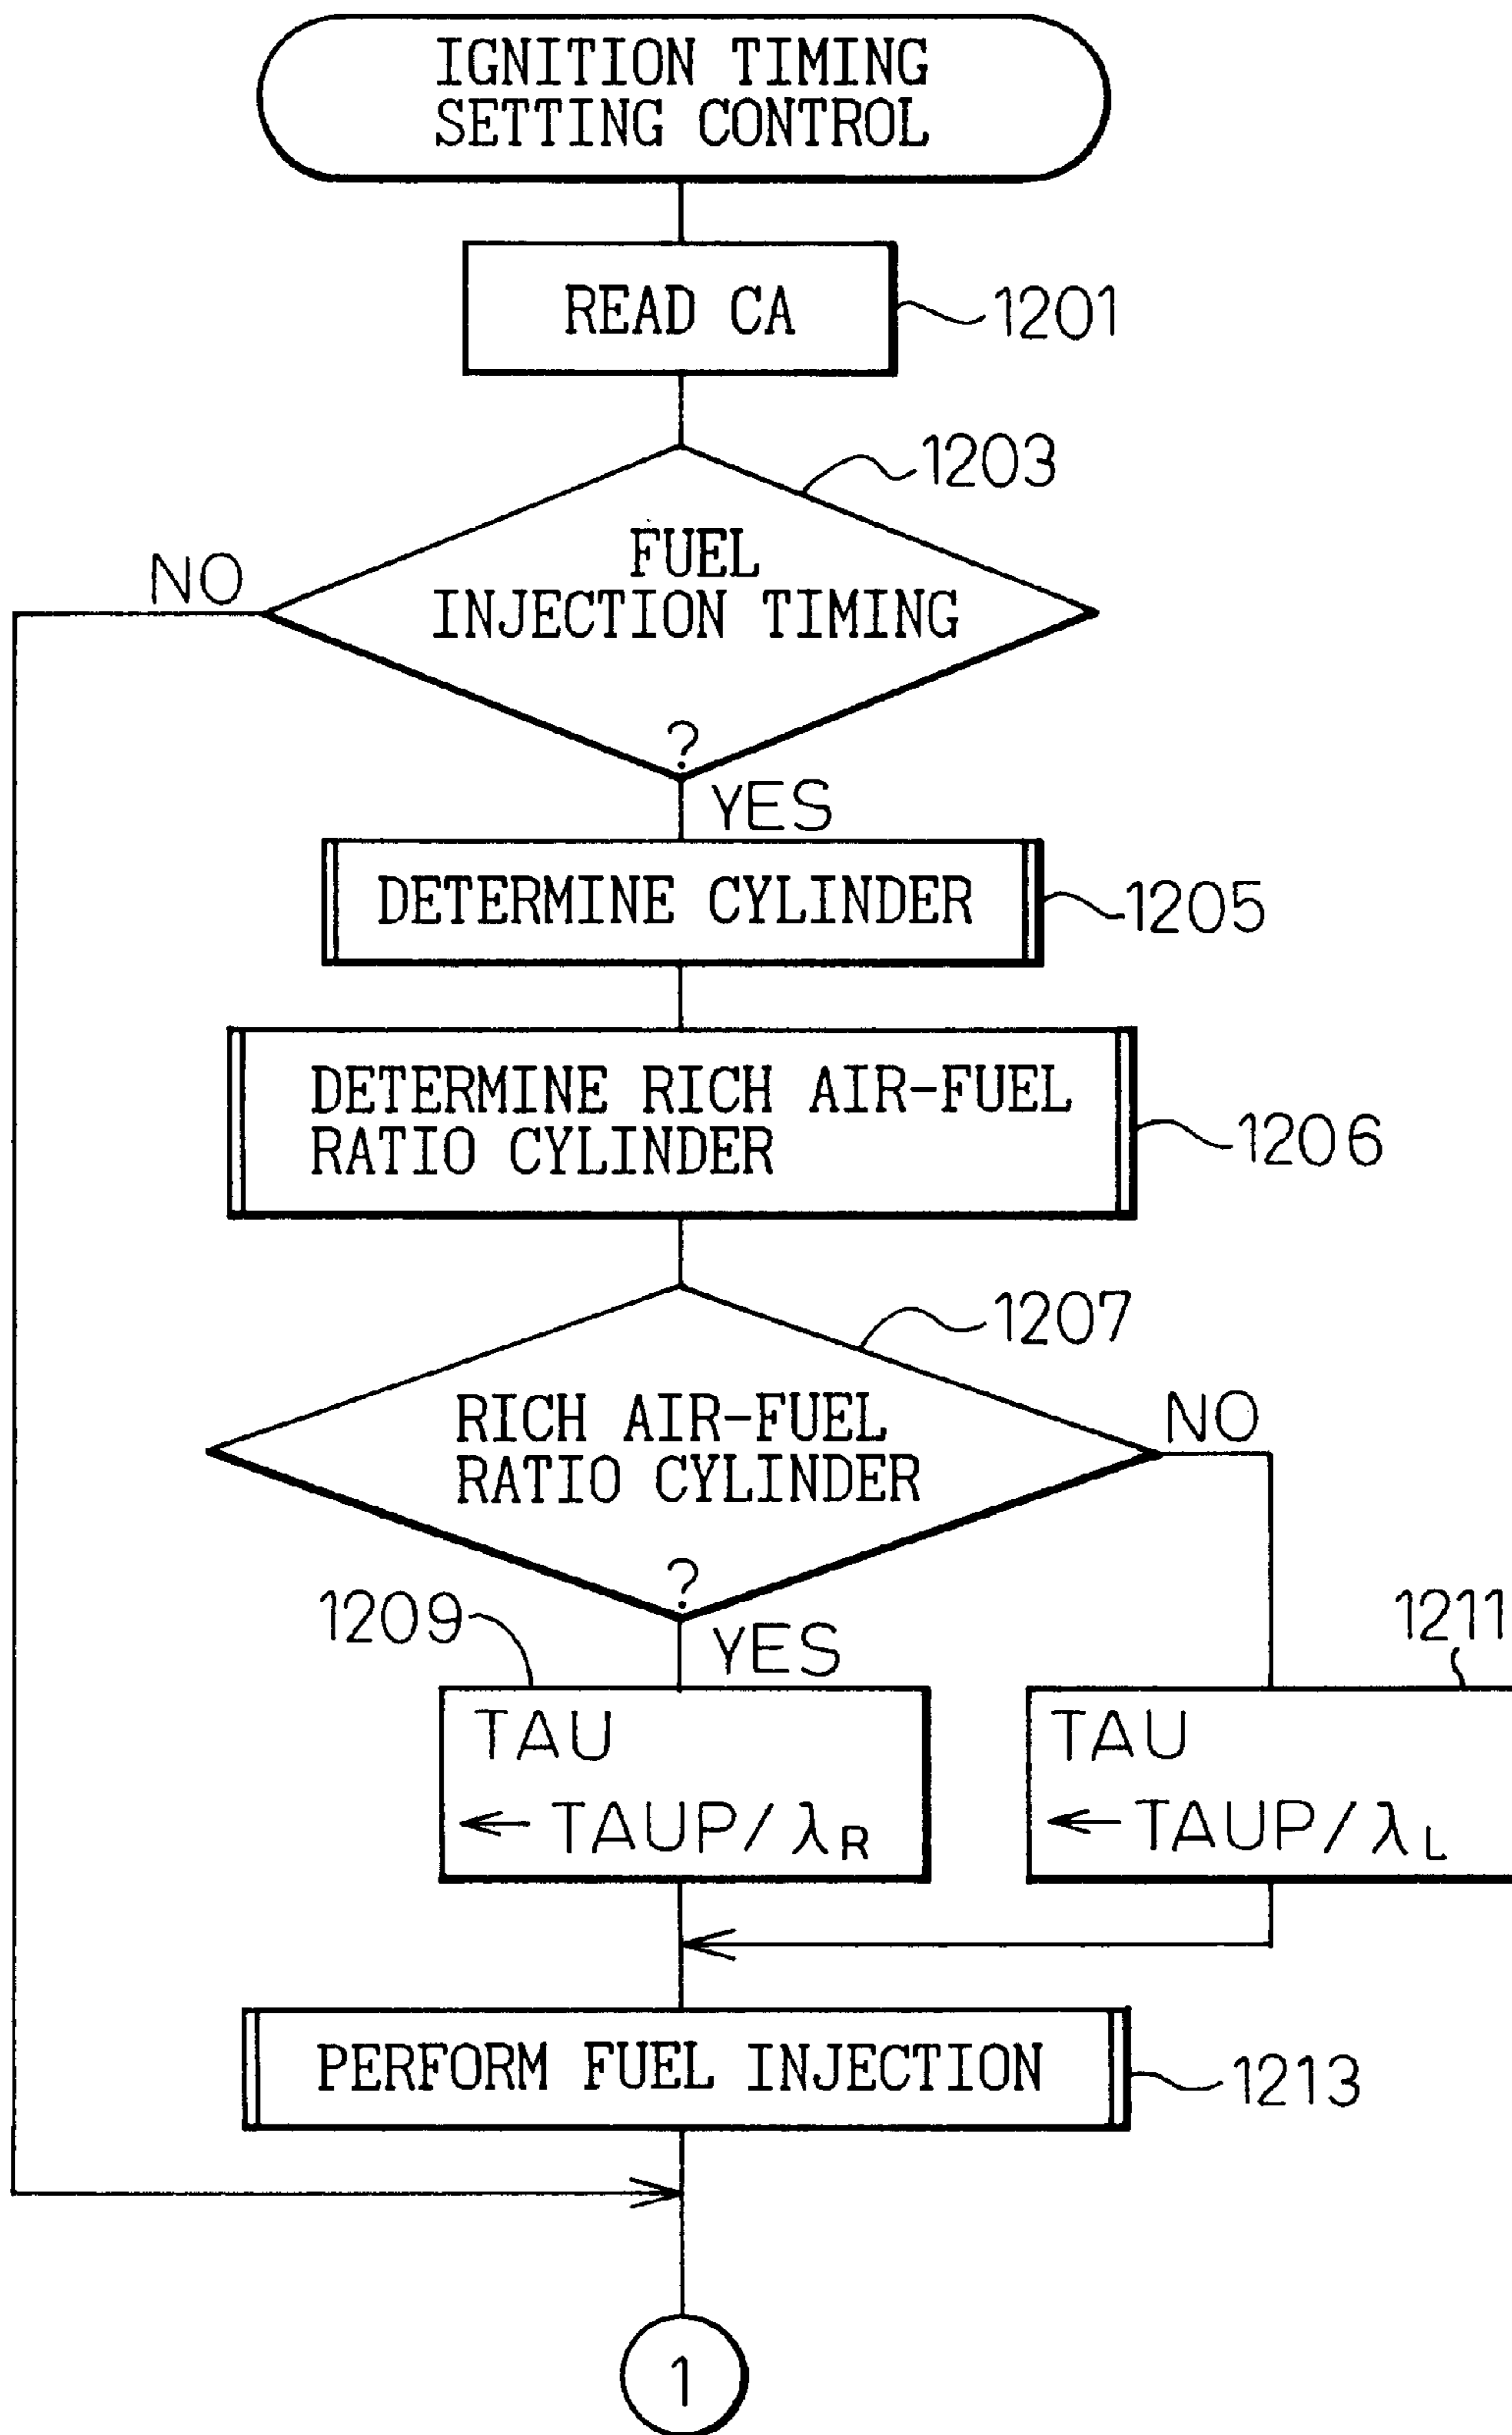 IGNITION TIMING
SETTING CONTROL
READ CA
1201
1203
FUEL
INJECTION TIMING
?
NO
YES
DETERMINE CYLINDER
1205
DETERMINE RICH AIR-FUEL
RATIO CYLINDER
1206
1207
RICH AIR-FUEL
RATIO CYLINDER
?
NO
YES
1209
TAU
← TAUP/λR
1211
TAU
← TAUP/λL
PERFORM FUEL INJECTION
1213
1